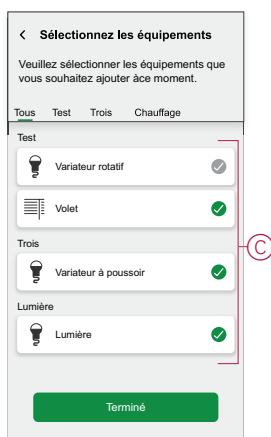 Sélectionnez les équipements
Veuillez sélectionner les équipements que
vous souhaitez ajouter àce moment.
Tous Test Trois Chauffage
Test
Variateur rotatif
Volet
Trois
Variateur à poussoir
Lumière
Lumière
Terminé
C